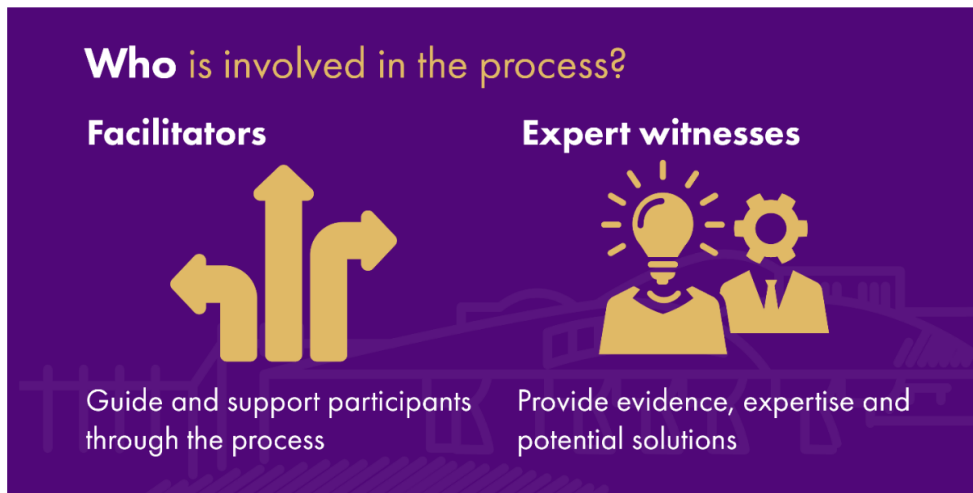 Who is involved in the process?
Facilitators
Guide and support participants
through the process
Expert witnesses
Provide evidence, expertise and
potential solutions